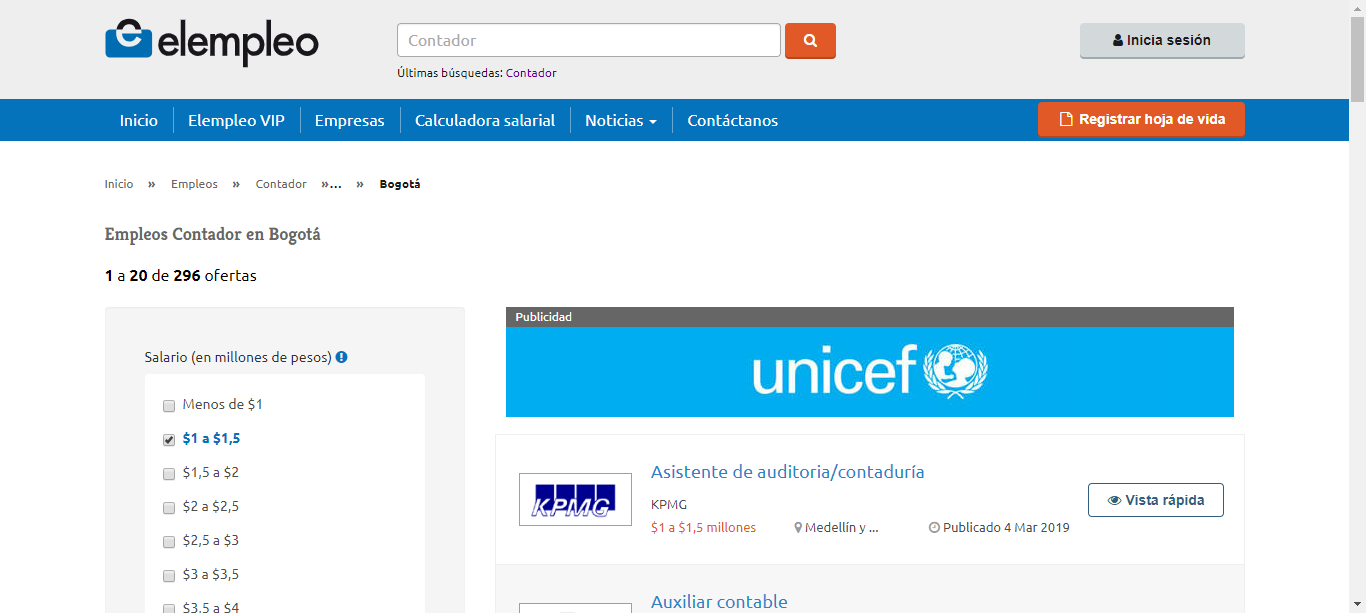 elempleo
Contador
Inicia sesión
Últimas búsquedas: Contador
Inicio
Elempleo VIP
Empresas
Calculadora salarial
Noticias
Contáctanos
Registrar hoja de vida
Inicio » Empleos » Contador »... » Bogotá
Empleos Contador en Bogotá
1 a 20 de 296 ofertas
Salario (en millones de pesos)
Menos de $1
$1 a $1,5
$1,5 a $2
$2 a $2,5
$2,5 a $3
$3 a $3,5
$3,5 a $4
Publicidad
unicef
KPMG
Asistente de auditoria/contaduría
KPMG
$1 a $1,5 millones
Medellín y ...
Publicado 4 Mar 2019
Vista rápida
Auxiliar contable